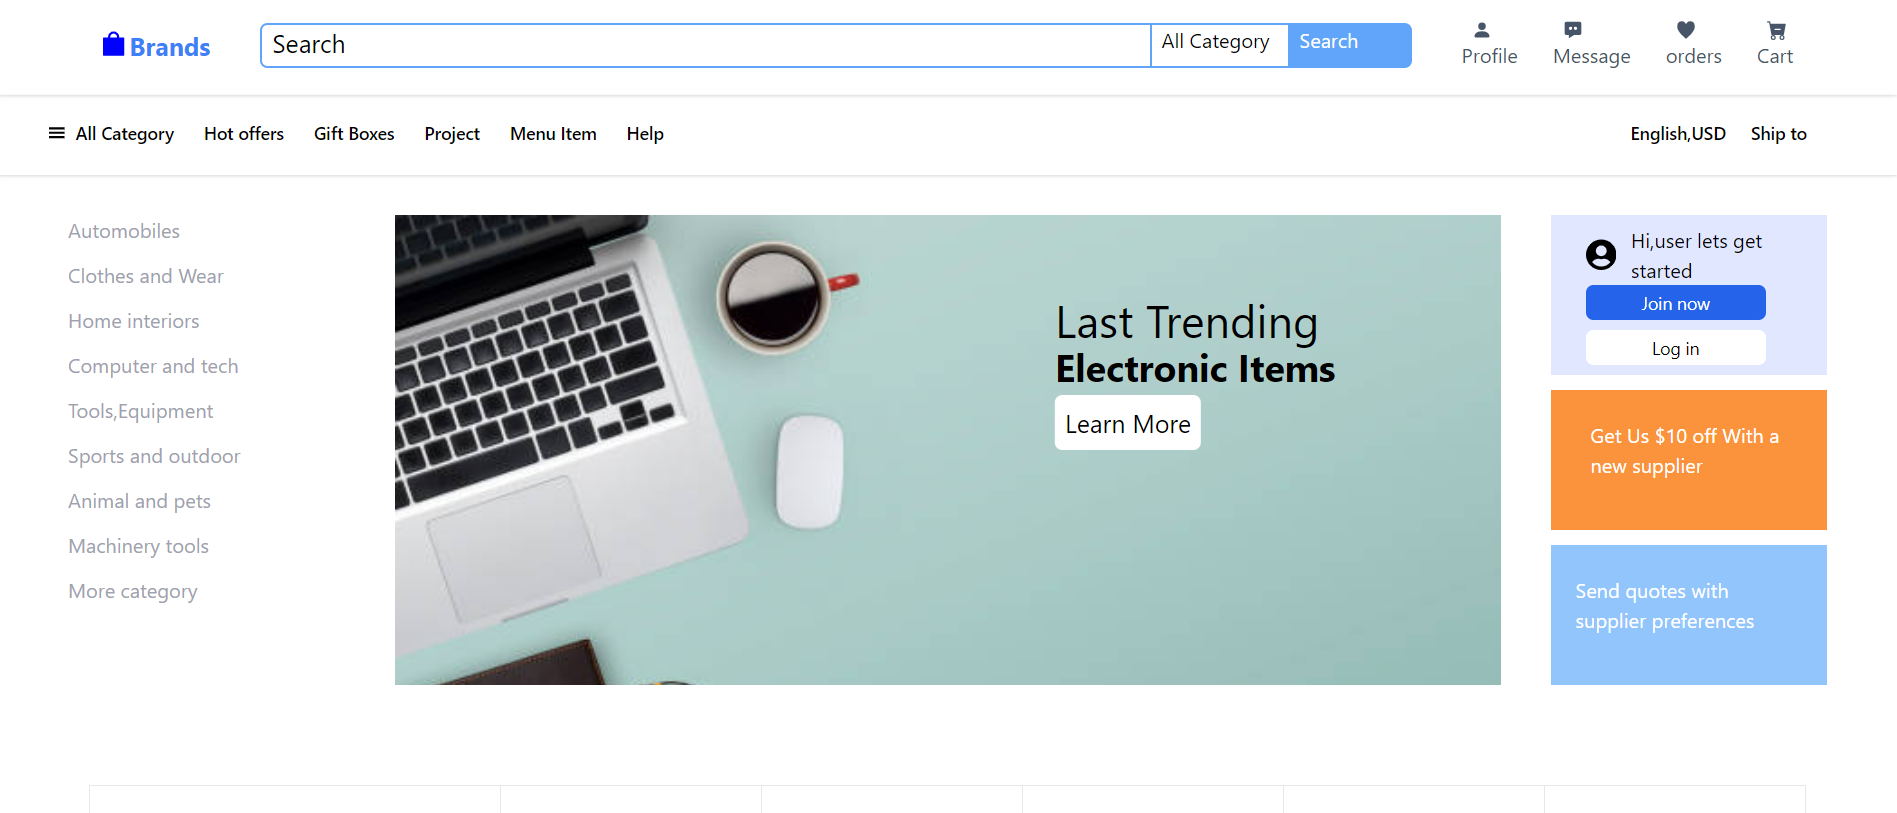 Brands
Search
All Category
Search
Profile
Message
orders
Cart
All Category
Hot offers
Gift Boxes
Project
Menu Item
Help
English,USD
Ship to
Automobiles
Clothes and Wear
Home interiors
Computer and tech
Tools,Equipment
Sports and outdoor
Animal and pets
Machinery tools
More category
Last Trending
Electronic Items
Learn More
Hi,user lets get
started
Join now
Log in
Get Us $10 off With a
new supplier
Send quotes with
supplier preferences